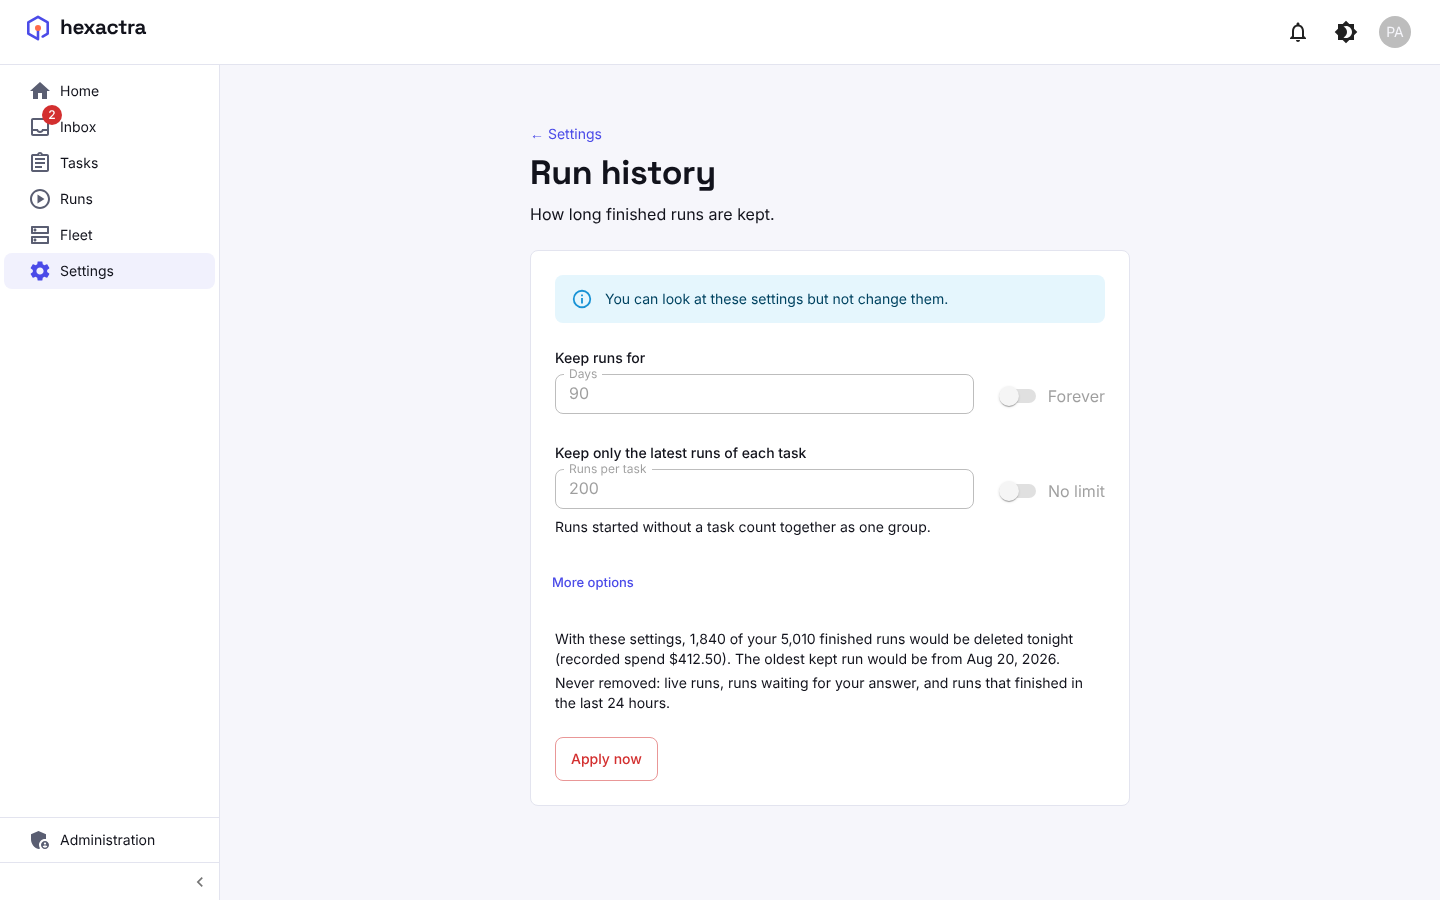 hexactra
PA
Home
2
Inbox
Tasks
Runs
Fleet
Settings
Administration
← Settings
Run history
How long finished runs are kept.
You can look at these settings but not change them.
Keep runs for
Days
90
Forever
Keep only the latest runs of each task
Runs per task
200
No limit
Runs started without a task count together as one group.
More options
With these settings, 1,840 of your 5,010 finished runs would be deleted tonight
(recorded spend $412.50). The oldest kept run would be from Aug 20, 2026.
Never removed: live runs, runs waiting for your answer, and runs that finished in
the last 24 hours.
Apply now